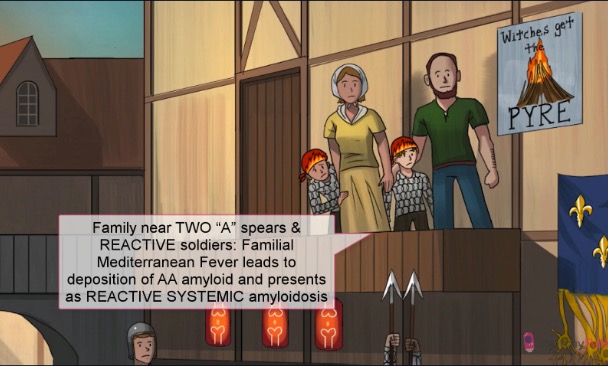 Witches get
the
PYRE
Family near TWO “A” spears &
REACTIVE soldiers: Familial
Mediterranean Fever leads to
deposition of AA amyloid and presents
as REACTIVE SYSTEMIC amyloidosis